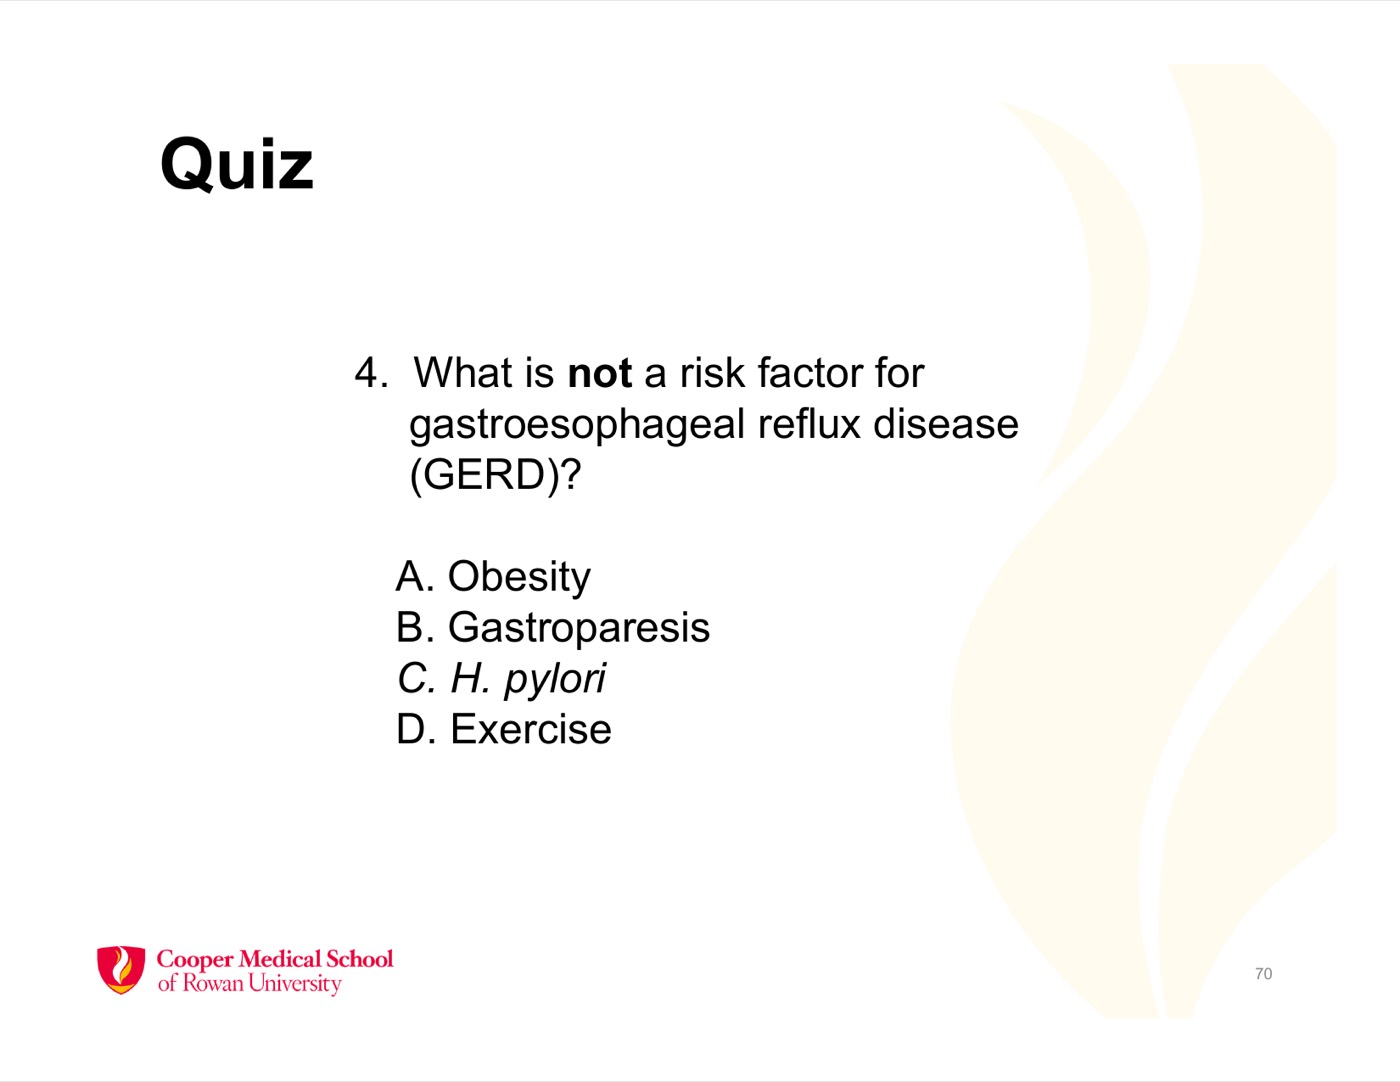 Quiz
4. What is not a risk factor for
gastroesophageal reflux disease
(GERD)?
A. Obesity
B. Gastroparesis
C. H. pylori
D. Exercise
Cooper Medical School
of Rowan University
70